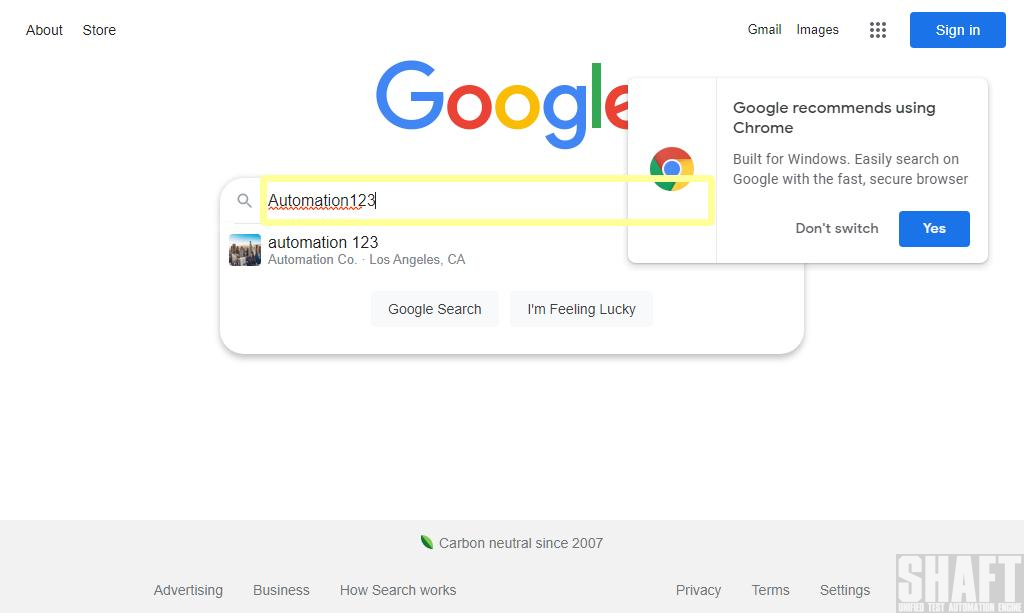 About Store
Gmail Images
Sign in
Google
Google recommends using
Chrome
Built for Windows. Easily search on
Google with the fast, secure browser
Don't switch
Yes
Automation123
automation 123
Automation Co. · Los Angeles, CA
Google Search
I'm Feeling Lucky
Carbon neutral since 2007
Advertising Business How Search works
Privacy Terms Settings
SHAFT
UNIFIED TEST AUTOMATION ENGINE